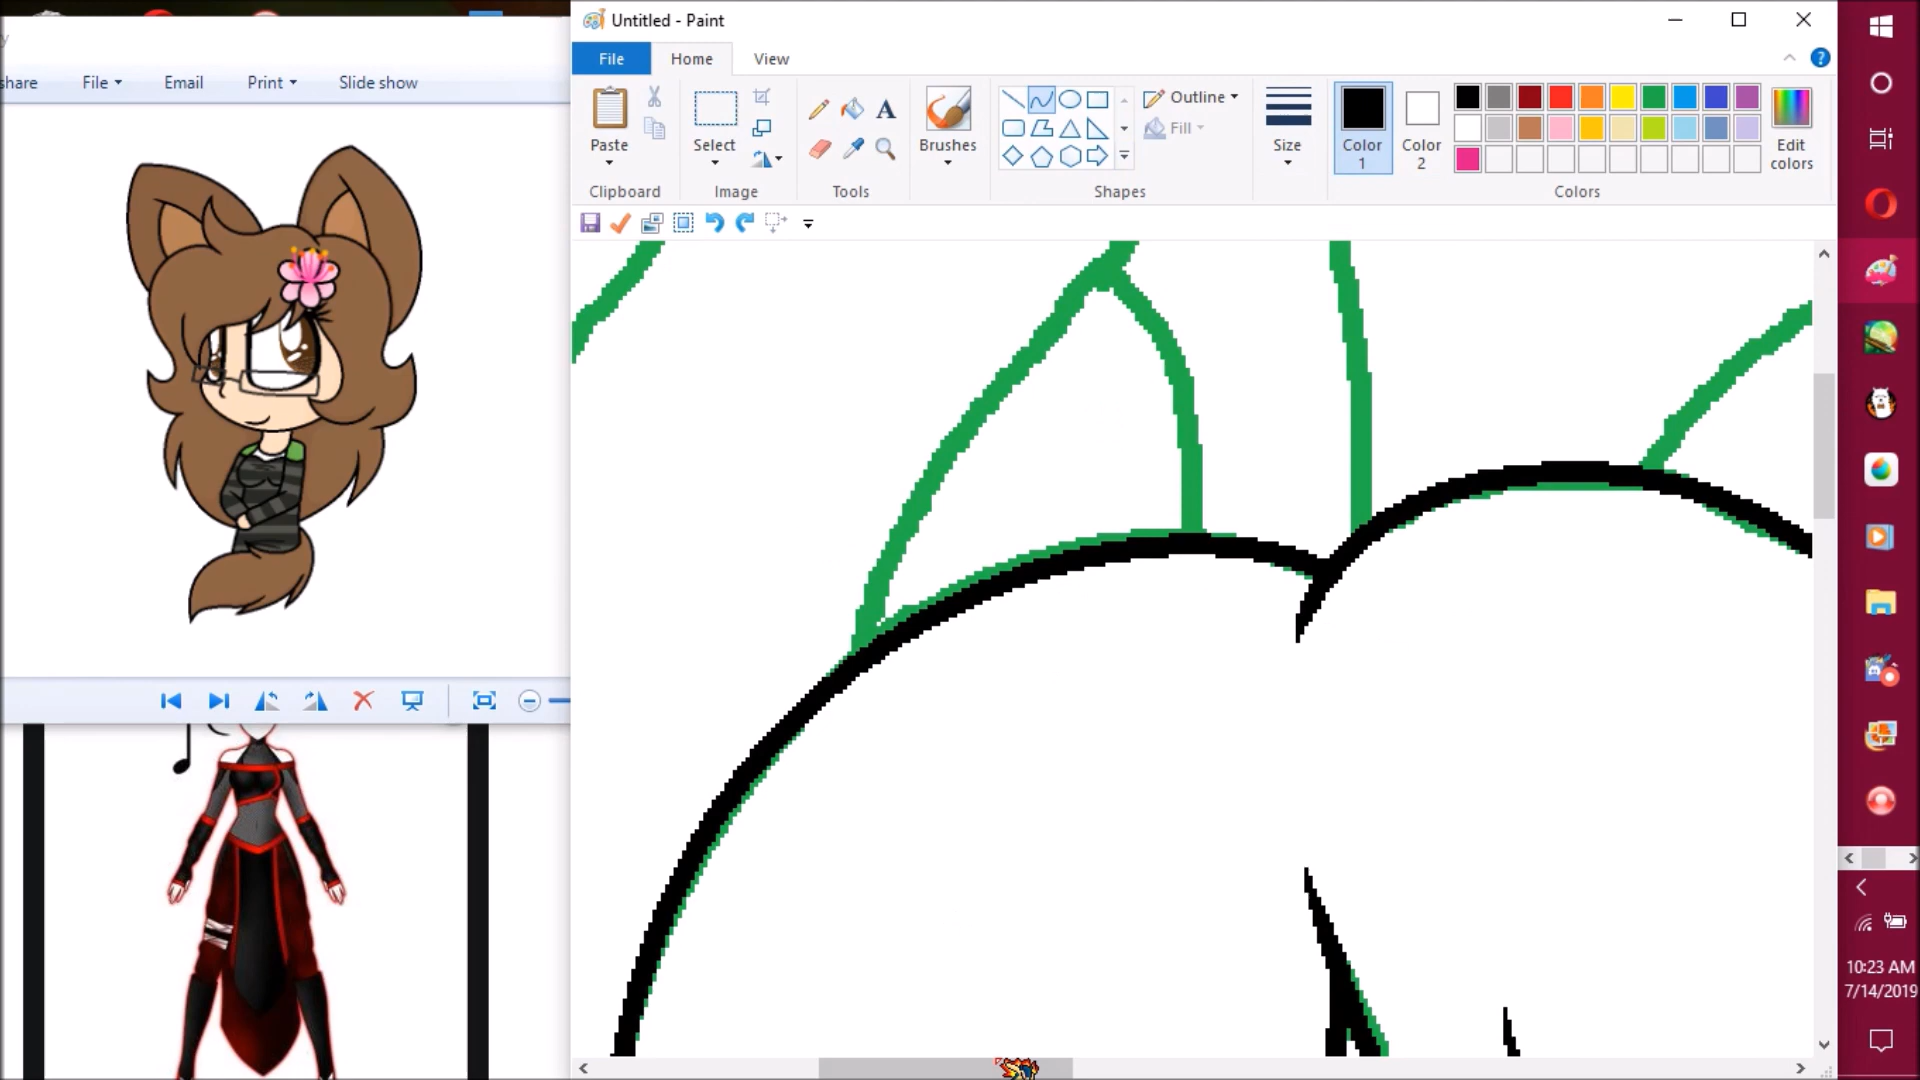 Untitled - Paint
File
Home
View
share
File
Email
Print
Slide show
Paste
Select
Brushes
Outline
Fill
Size
Color
1
Color
2
Edit
colors
Clipboard
Image
Tools
Shapes
Colors
10:23 AM
7/14/2019